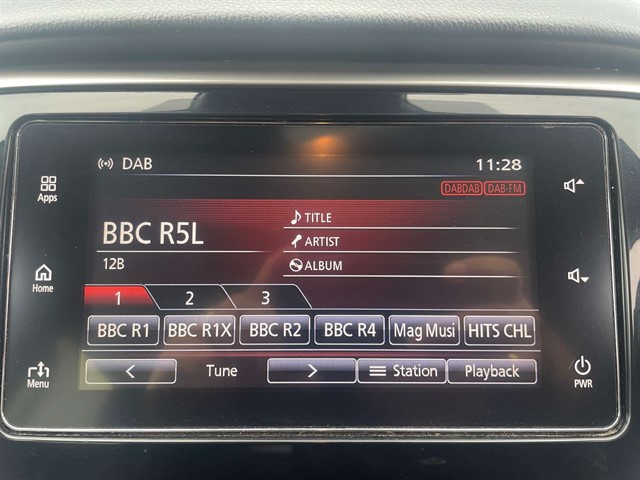 DAB 11:28
DABDAB DAB-FM
Apps
BBC R5L
12B
TITLE
ARTIST
ALBUM
Home
1 2 3
BBC R1 BBC R1X BBC R2 BBC R4 Mag Musi HITS CHL
Menu
< Tune > Station Playback
PWR